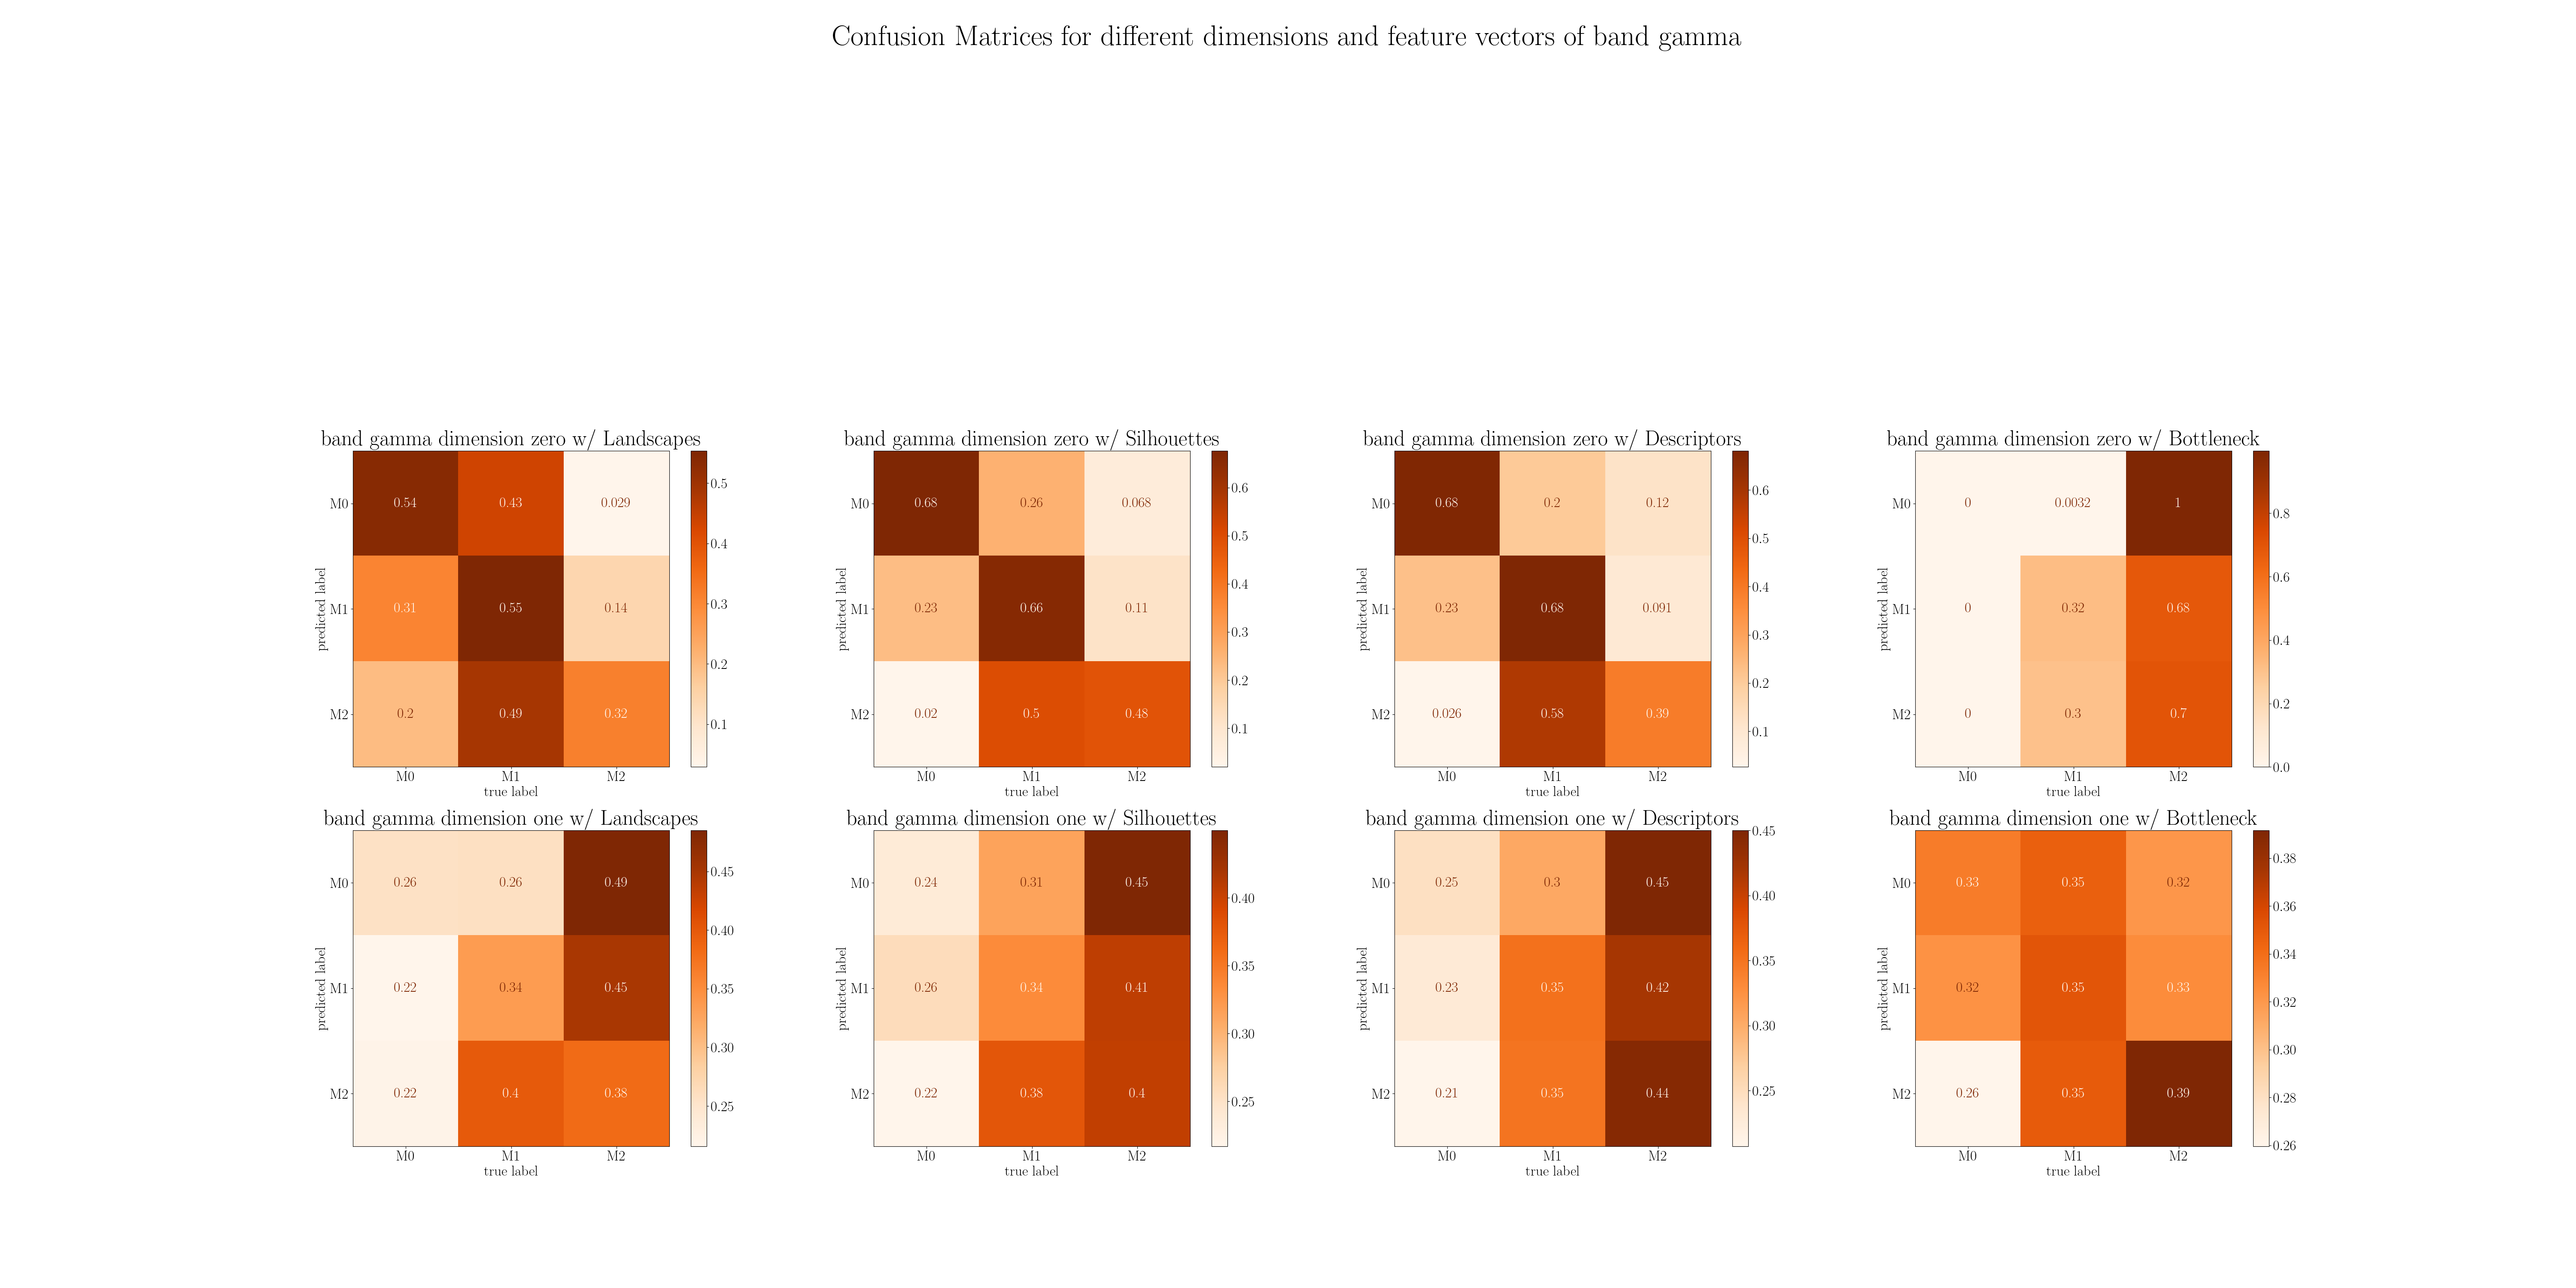 Confusion Matrices for different dimensions and feature vectors of band gamma
band gamma dimension zero w/ Landscapes
predicted label
M0 0.54 0.43 0.029
M1 0.31 0.55 0.14
M2 0.2 0.49 0.32
M0 M1 M2
true label
0.5
0.4
0.3
0.2
0.1
band gamma dimension zero w/ Silhouettes
predicted label
M0 0.68 0.26 0.068
M1 0.23 0.66 0.11
M2 0.02 0.5 0.48
M0 M1 M2
true label
0.6
0.5
0.4
0.3
0.2
0.1
band gamma dimension zero w/ Descriptors
predicted label
M0 0.68 0.2 0.12
M1 0.23 0.68 0.091
M2 0.026 0.58 0.39
M0 M1 M2
true label
0.6
0.5
0.4
0.3
0.2
0.1
band gamma dimension zero w/ Bottleneck
predicted label
M0 0 0.0032 1
M1 0 0.32 0.68
M2 0 0.3 0.7
M0 M1 M2
true label
0.8
0.6
0.4
0.2
0.0
band gamma dimension one w/ Landscapes
predicted label
M0 0.26 0.26 0.49
M1 0.22 0.34 0.45
M2 0.22 0.4 0.38
M0 M1 M2
true label
0.45
0.40
0.35
0.30
0.25
band gamma dimension one w/ Silhouettes
predicted label
M0 0.24 0.31 0.45
M1 0.26 0.34 0.41
M2 0.22 0.38 0.4
M0 M1 M2
true label
0.40
0.35
0.30
0.25
band gamma dimension one w/ Descriptors
predicted label
M0 0.25 0.3 0.45
M1 0.23 0.35 0.42
M2 0.21 0.35 0.44
M0 M1 M2
true label
0.45
0.40
0.35
0.30
0.25
band gamma dimension one w/ Bottleneck
predicted label
M0 0.33 0.35 0.32
M1 0.32 0.35 0.33
M2 0.26 0.35 0.39
M0 M1 M2
true label
0.38
0.36
0.34
0.32
0.30
0.28
0.26